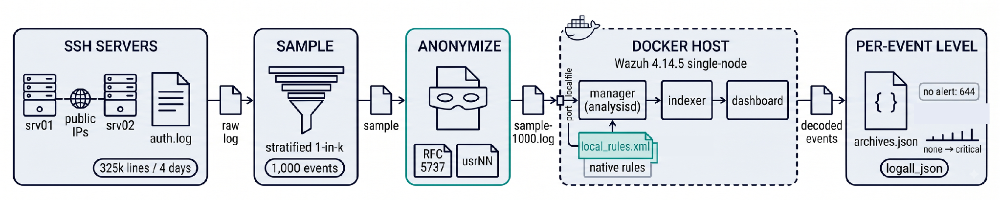 SSH SERVERS
srv01
public
IPs
srv02
auth.log
325k lines / 4 days
raw
log
SAMPLE
stratified 1-in-k
1,000 events
sample
ANONYMIZE
RFC
5737
usrNN
sample-
1000.log
DOCKER HOST
Wazuh 4.14.5 single-node
localfile
port
manager
(analysisd)
indexer
dashboard
local_rules.xml
native rules
decoded
events
PER-EVENT LEVEL
{ }
archives.json
no alert: 644
none → critical
logall_json